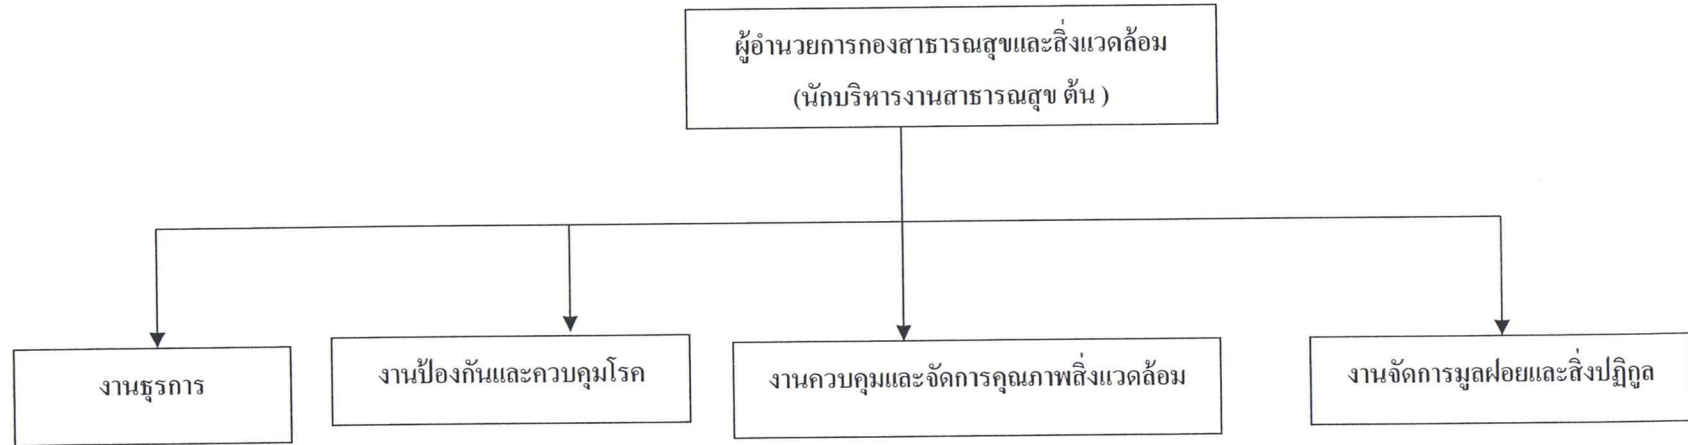 ผู้อำนวยการกองสาธารณสุขและสิ่งแวดล้อม
(นักบริหารงานสาธารณสุข ต้น )
งานธุรการ
งานป้องกันและควบคุมโรค
งานควบคุมและจัดการคุณภาพสิ่งแวดล้อม
งานจัดการมูลฝอยและสิ่งปฏิกูล